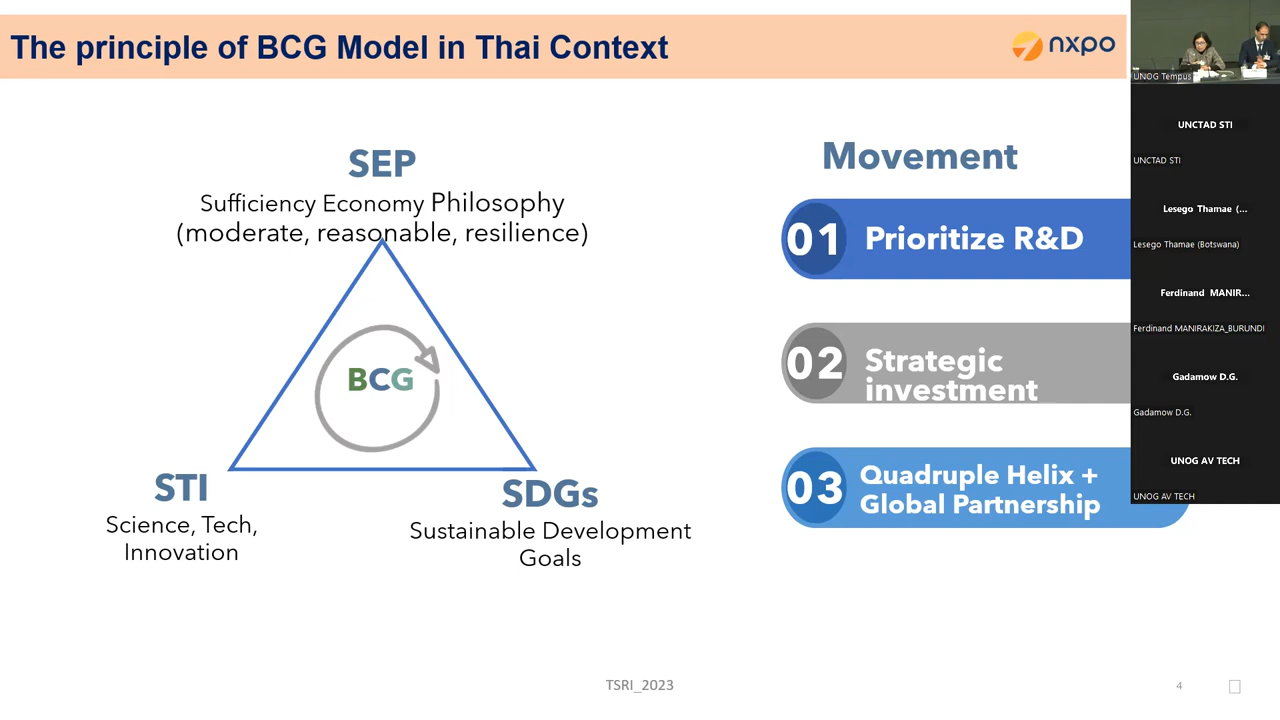 The principle of BCG Model in Thai Context
nxpo
SEP
Sufficiency Economy Philosophy
(moderate, reasonable, resilience)
BCG
STI
Science, Tech,
Innovation
SDGs
Sustainable Development
Goals
Movement
01 Prioritize R&D
02 Strategic
investment
03 Quadruple Helix +
Global Partnership
UNOG Tempus
UNCTAD STI
UNCTAD STI
Lesego Thamae (...
Lesego Thamae (Botswana)
Ferdinand MANIR...
Ferdinand MANIRAKIZA_BURUNDI
Gadamow D.G.
Gadamow D.G.
UNOG AV TECH
UNOG AV TECH
TSRI_2023
4